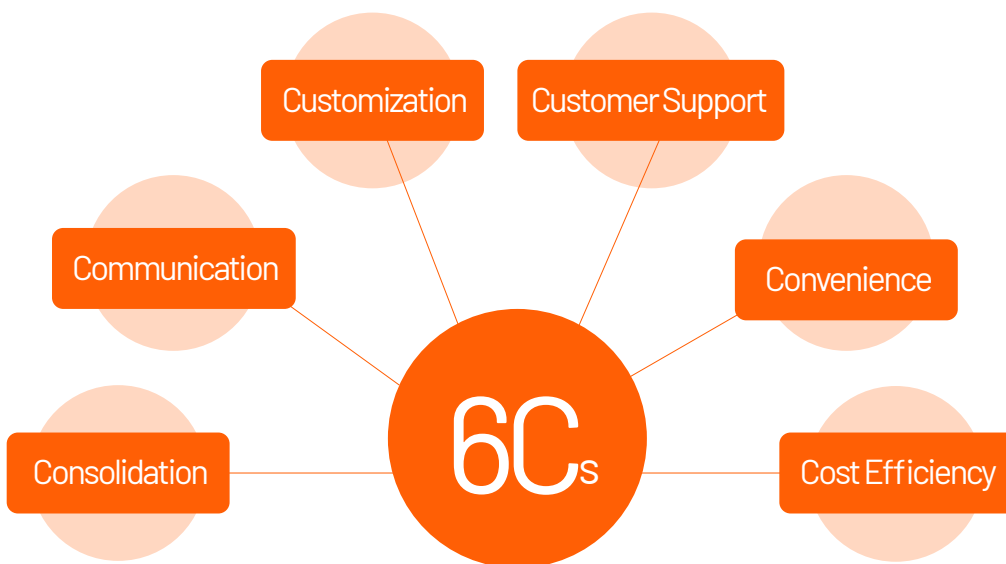 Customization
Customer Support
Communication
Convenience
6Cs
Consolidation
Cost Efficiency